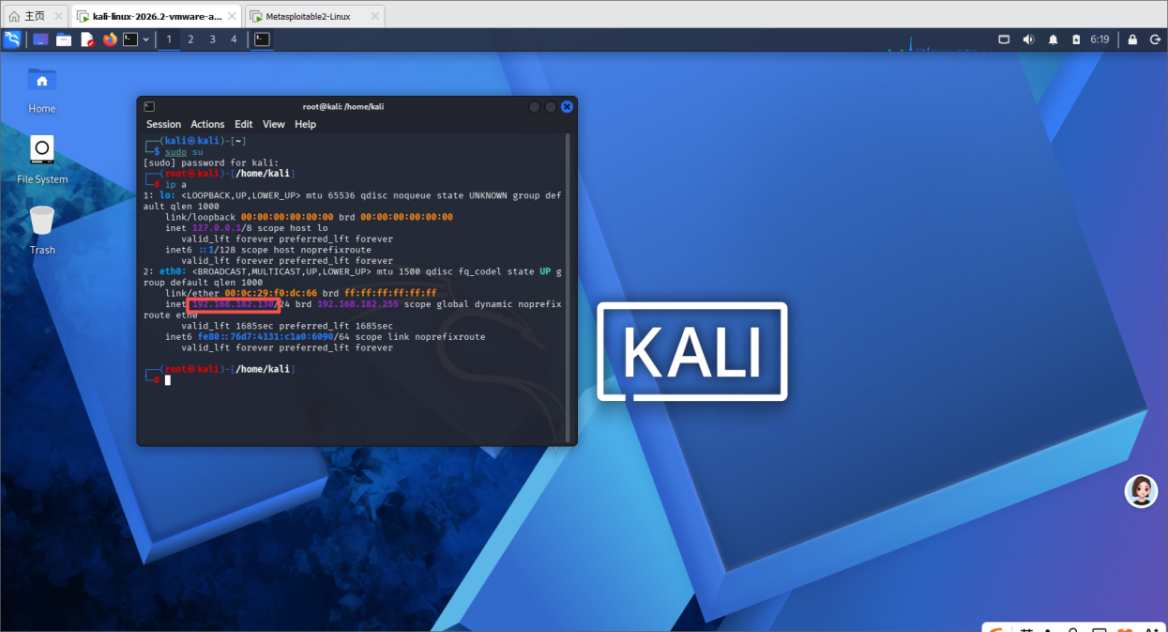 主页
kali-linux-2026.2-vmware-a...
Metasploitable2-Linux
1 2 3 4
6:19
Home
File System
Trash
root@kali: /home/kali
Session Actions Edit View Help
┌──(kali㉿kali)-[~]
└─$ sudo su
[sudo] password for kali:
┌──(root㉿kali)-[/home/kali]
└─# ip a
1: lo: <LOOPBACK,UP,LOWER_UP> mtu 65536 qdisc noqueue state UNKNOWN group def
ault qlen 1000
link/loopback 00:00:00:00:00:00 brd 00:00:00:00:00:00
inet 127.0.0.1/8 scope host lo
valid_lft forever preferred_lft forever
inet6 ::1/128 scope host noprefixroute
valid_lft forever preferred_lft forever
2: eth0: <BROADCAST,MULTICAST,UP,LOWER_UP> mtu 1500 qdisc fq_codel state UP g
roup default qlen 1000
link/ether 00:0c:29:f0:dc:66 brd ff:ff:ff:ff:ff:ff
inet 192.168.182.130/24 brd 192.168.182.255 scope global dynamic noprefix
route eth0
valid_lft 1685sec preferred_lft 1685sec
inet6 fe80::76d7:4131:c1a0:6090/64 scope link noprefixroute
valid_lft forever preferred_lft forever
┌──(root㉿kali)-[/home/kali]
└─#
KALI